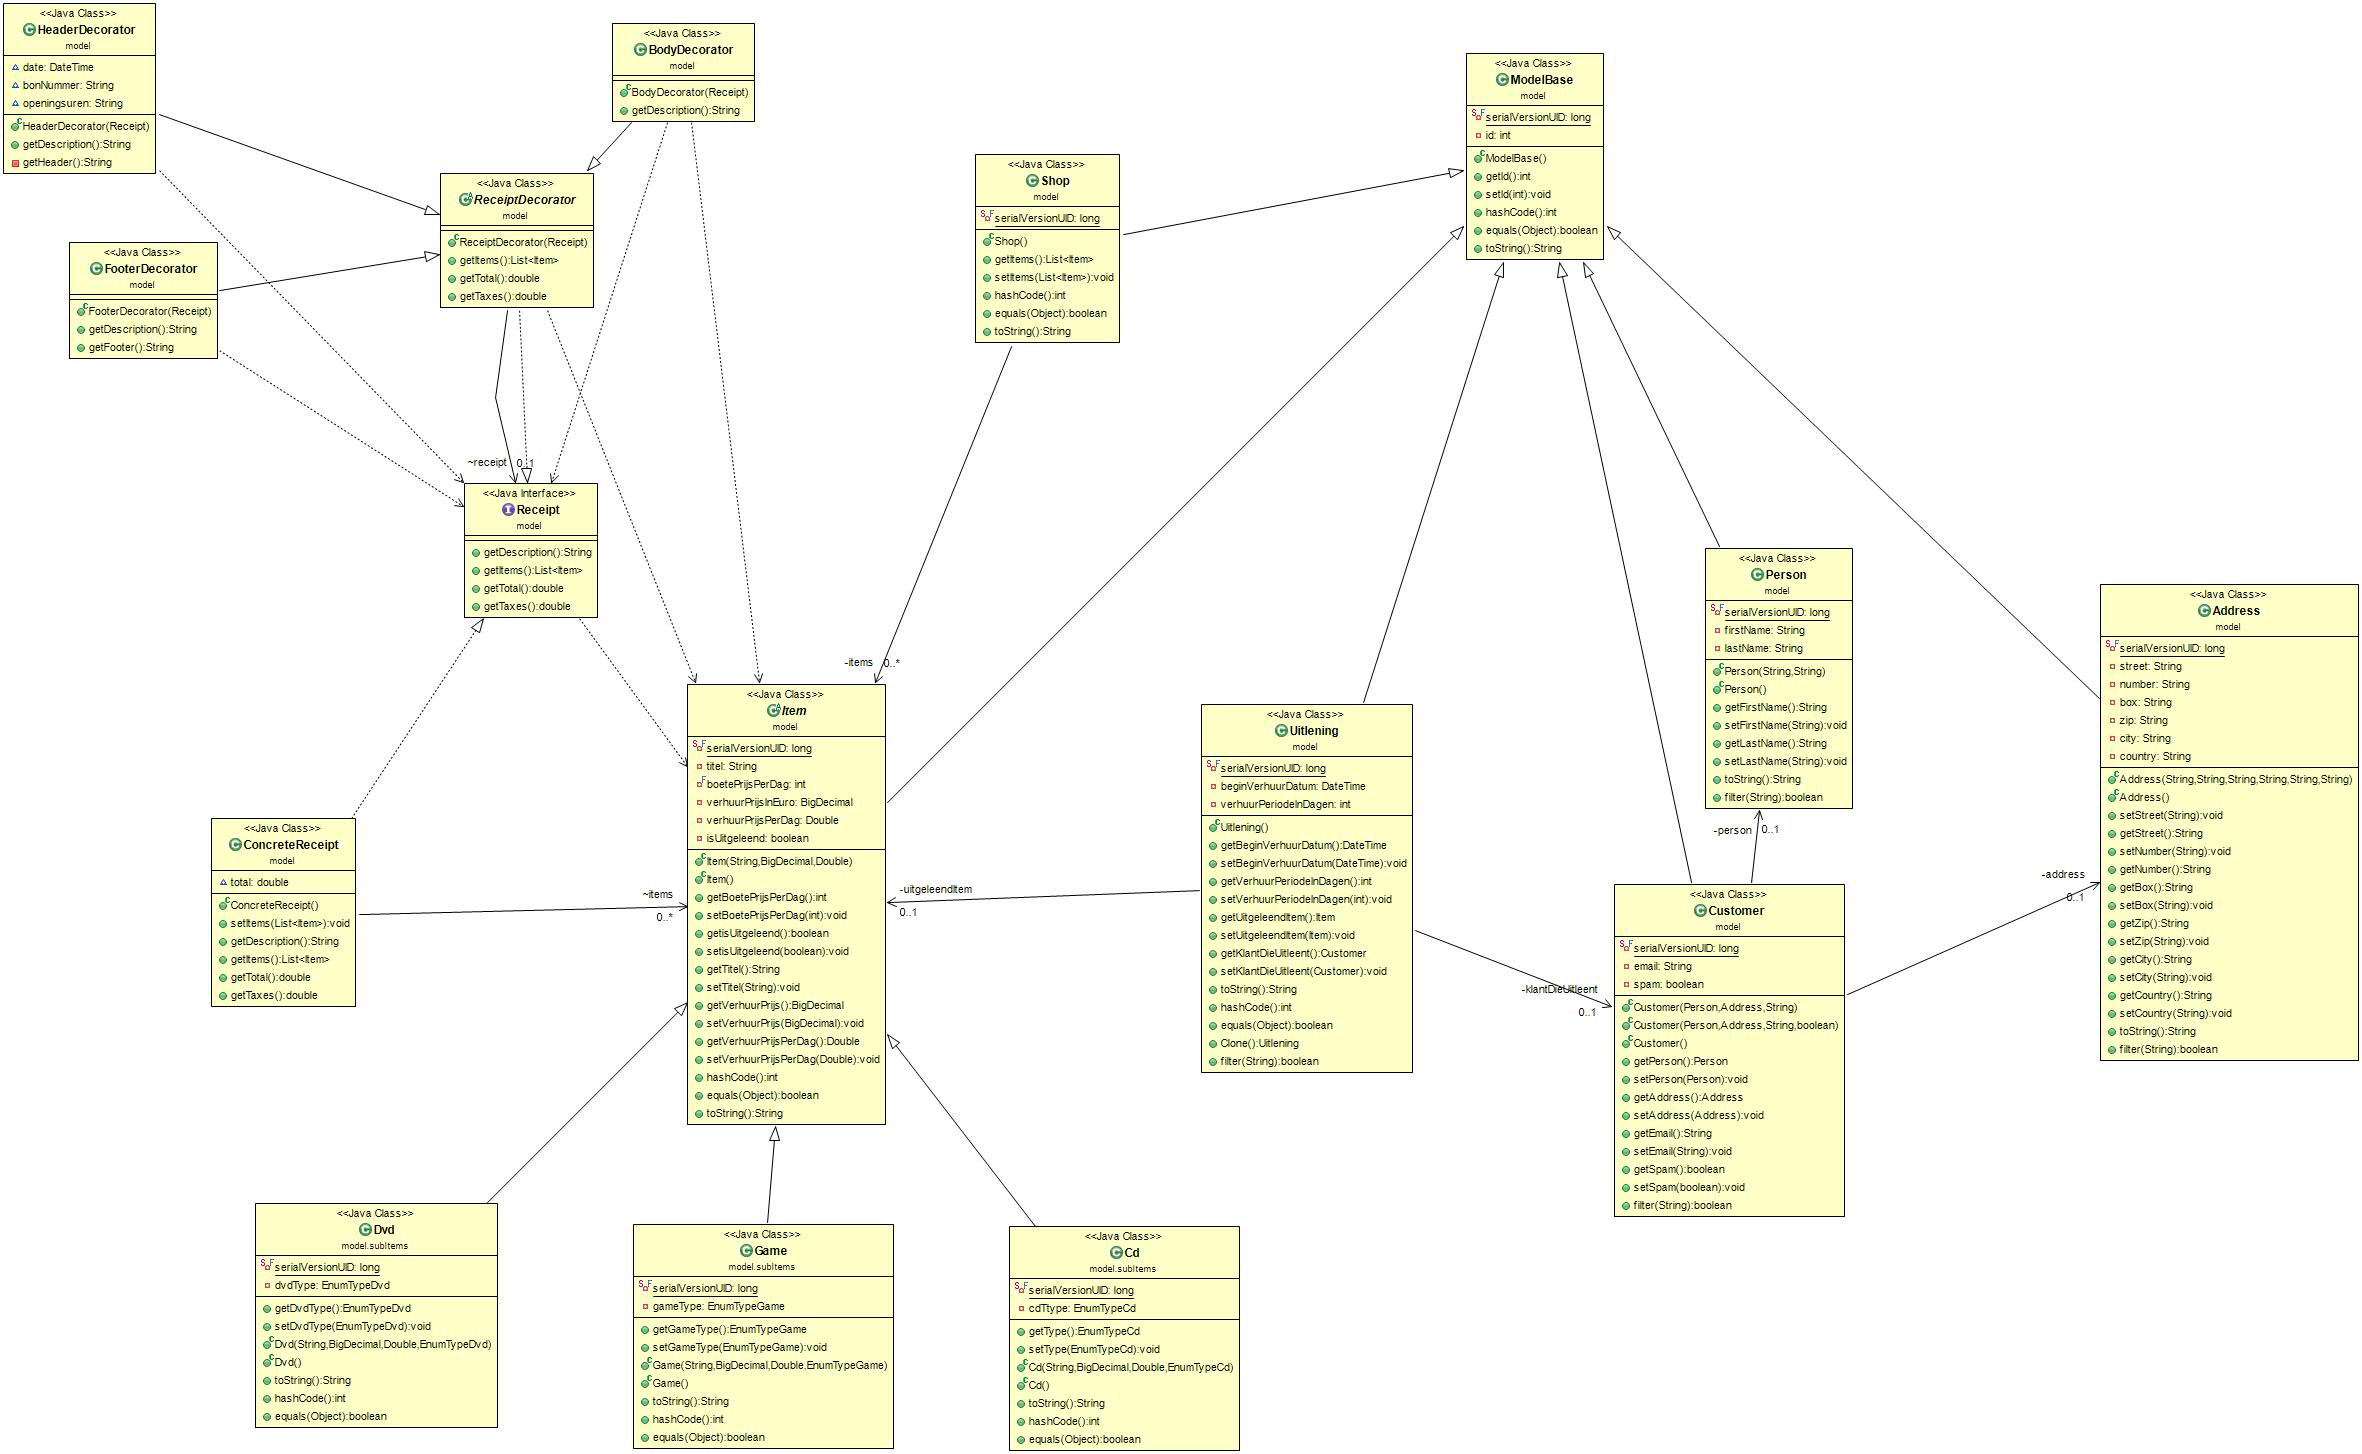 <<Java Class>>
HeaderDecorator
model
date: DateTime
bonNummer: String
openingsuren: String
HeaderDecorator(Receipt)
getDescription():String
getHeader():String
<<Java Class>>
BodyDecorator
model
BodyDecorator(Receipt)
getDescription():String
<<Java Class>>
ReceiptDecorator
model
ReceiptDecorator(Receipt)
getItems():List<Item>
getTotal():double
getTaxes():double
<<Java Class>>
FooterDecorator
model
FooterDecorator(Receipt)
getDescription():String
getFooter():String
~receipt 0..1
<<Java Interface>>
Receipt
model
getDescription():String
getItems():List<Item>
getTotal():double
getTaxes():double
<<Java Class>>
Shop
model
serialVersionUID: long
Shop()
getItems():List<Item>
setItems(List<Item>):void
hashCode():int
equals(Object):boolean
toString():String
<<Java Class>>
ModelBase
model
serialVersionUID: long
id: int
ModelBase()
getId():int
setId(int):void
hashCode():int
equals(Object):boolean
toString():String
-items 0..*
<<Java Class>>
Item
model
serialVersionUID: long
titel: String
boetePrijsPerDag: int
verhuurPrijsInEuro: BigDecimal
verhuurPrijsPerDag: Double
isUitgeleend: boolean
Item(String,BigDecimal,Double)
Item()
getBoetePrijsPerDag():int
setBoetePrijsPerDag(int):void
getisUitgeleend():boolean
setisUitgeleend(boolean):void
getTitel():String
setTitel(String):void
getVerhuurPrijs():BigDecimal
setVerhuurPrijs(BigDecimal):void
getVerhuurPrijsPerDag():Double
setVerhuurPrijsPerDag(Double):void
hashCode():int
equals(Object):boolean
toString():String
<<Java Class>>
ConcreteReceipt
model
total: double
ConcreteReceipt()
setItems(List<Item>):void
getDescription():String
getItems():List<Item>
getTotal():double
getTaxes():double
~items
0..*
<<Java Class>>
Uitlening
model
serialVersionUID: long
beginVerhuurDatum: DateTime
verhuurPeriodeInDagen: int
Uitlening()
getBeginVerhuurDatum():DateTime
setBeginVerhuurDatum(DateTime):void
getVerhuurPeriodeInDagen():int
setVerhuurPeriodeInDagen(int):void
getUitgeleendItem():Item
setUitgeleendItem(Item):void
getKlantDieUitleent():Customer
setKlantDieUitleent(Customer):void
toString():String
hashCode():int
equals(Object):boolean
Clone():Uitlening
filter(String):boolean
-uitgeleendItem
0..1
<<Java Class>>
Person
model
serialVersionUID: long
firstName: String
lastName: String
Person(String,String)
Person()
getFirstName():String
setFirstName(String):void
getLastName():String
setLastName(String):void
toString():String
filter(String):boolean
-person 0..1
<<Java Class>>
Address
model
serialVersionUID: long
street: String
number: String
box: String
zip: String
city: String
country: String
Address(String,String,String,String,String,String)
Address()
setStreet(String):void
getStreet():String
setNumber(String):void
getNumber():String
getBox():String
setBox(String):void
getZip():String
setZip(String):void
getCity():String
setCity(String):void
getCountry():String
setCountry(String):void
toString():String
filter(String):boolean
-address
0..1
<<Java Class>>
Customer
model
serialVersionUID: long
email: String
spam: boolean
Customer(Person,Address,String)
Customer(Person,Address,String,boolean)
Customer()
getPerson():Person
setPerson(Person):void
getAddress():Address
setAddress(Address):void
getEmail():String
setEmail(String):void
getSpam():boolean
setSpam(boolean):void
filter(String):boolean
-klantDieUitleent
0..1
<<Java Class>>
Dvd
model.subItems
serialVersionUID: long
dvdType: EnumTypeDvd
getDvdType():EnumTypeDvd
setDvdType(EnumTypeDvd):void
Dvd(String,BigDecimal,Double,EnumTypeDvd)
Dvd()
toString():String
hashCode():int
equals(Object):boolean
<<Java Class>>
Game
model.subItems
serialVersionUID: long
gameType: EnumTypeGame
getGameType():EnumTypeGame
setGameType(EnumTypeGame):void
Game(String,BigDecimal,Double,EnumTypeGame)
Game()
toString():String
hashCode():int
equals(Object):boolean
<<Java Class>>
Cd
model.subItems
serialVersionUID: long
cdTtype: EnumTypeCd
getType():EnumTypeCd
setType(EnumTypeCd):void
Cd(String,BigDecimal,Double,EnumTypeCd)
Cd()
toString():String
hashCode():int
equals(Object):boolean